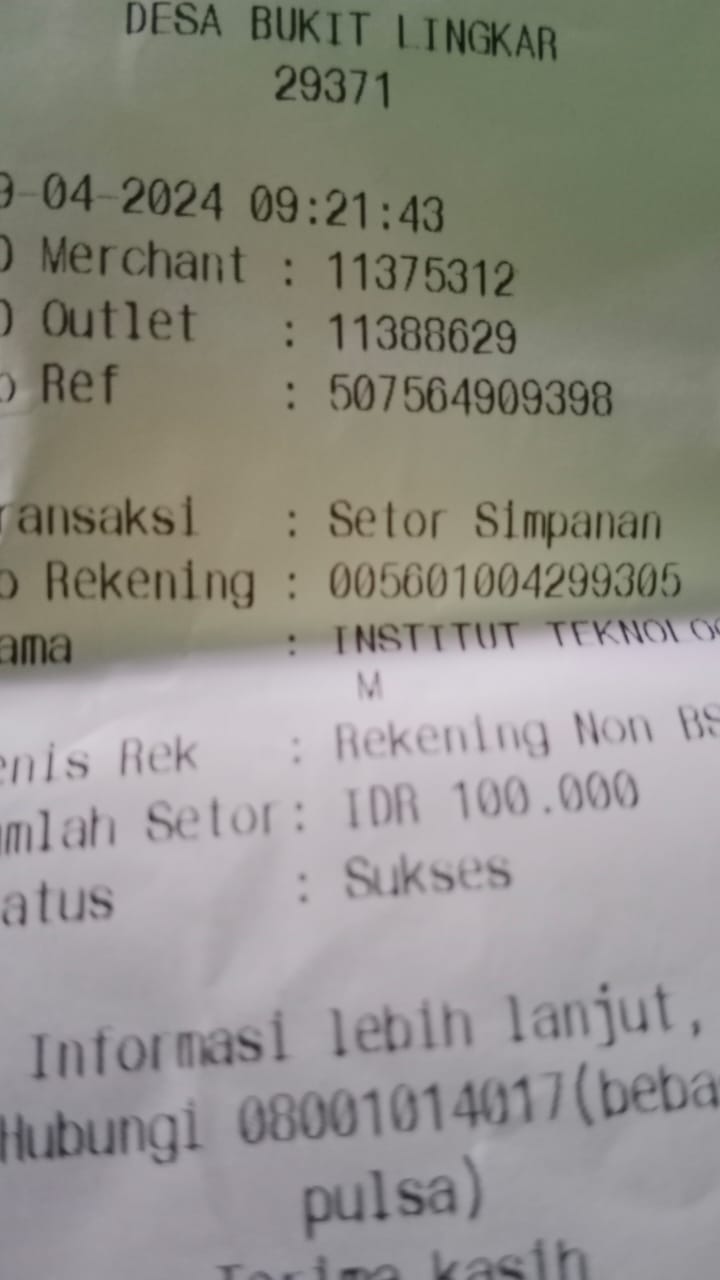 DESA BUKIT LINGKAR
29371
9-04-2024 09:21:43
D Merchant : 11375312
D Outlet : 11388629
o Ref : 507564909398
ransaksi : Setor Simpanan
o Rekening : 005601004299305
ama : INSTITUT TEKNOLOG
M
enis Rek : Rekening Non BS
mlah Setor: IDR 100.000
atus : Sukses
Informasi lebih lanjut,
Hubungi 08001014017(beba
pulsa)
Terima kasih